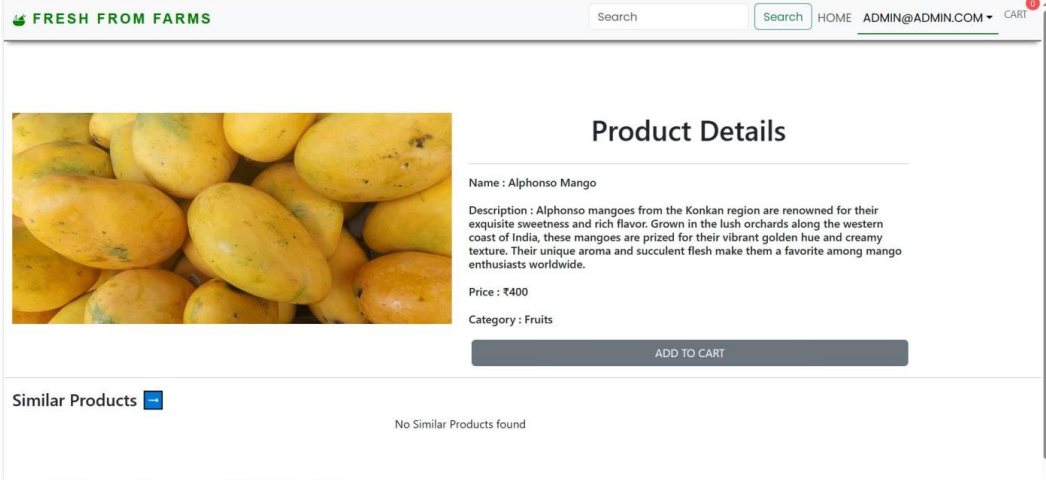 FRESH FROM FARMS
Search
Search
HOME
ADMIN@ADMIN.COM
CART
0
Product Details
Name : Alphonso Mango
Description : Alphonso mangoes from the Konkan region are renowned for their
exquisite sweetness and rich flavor. Grown in the lush orchards along the western
coast of India, these mangoes are prized for their vibrant golden hue and creamy
texture. Their unique aroma and succulent flesh make them a favorite among mango
enthusiasts worldwide.
Price : ₹400
Category : Fruits
ADD TO CART
Similar Products →
No Similar Products found